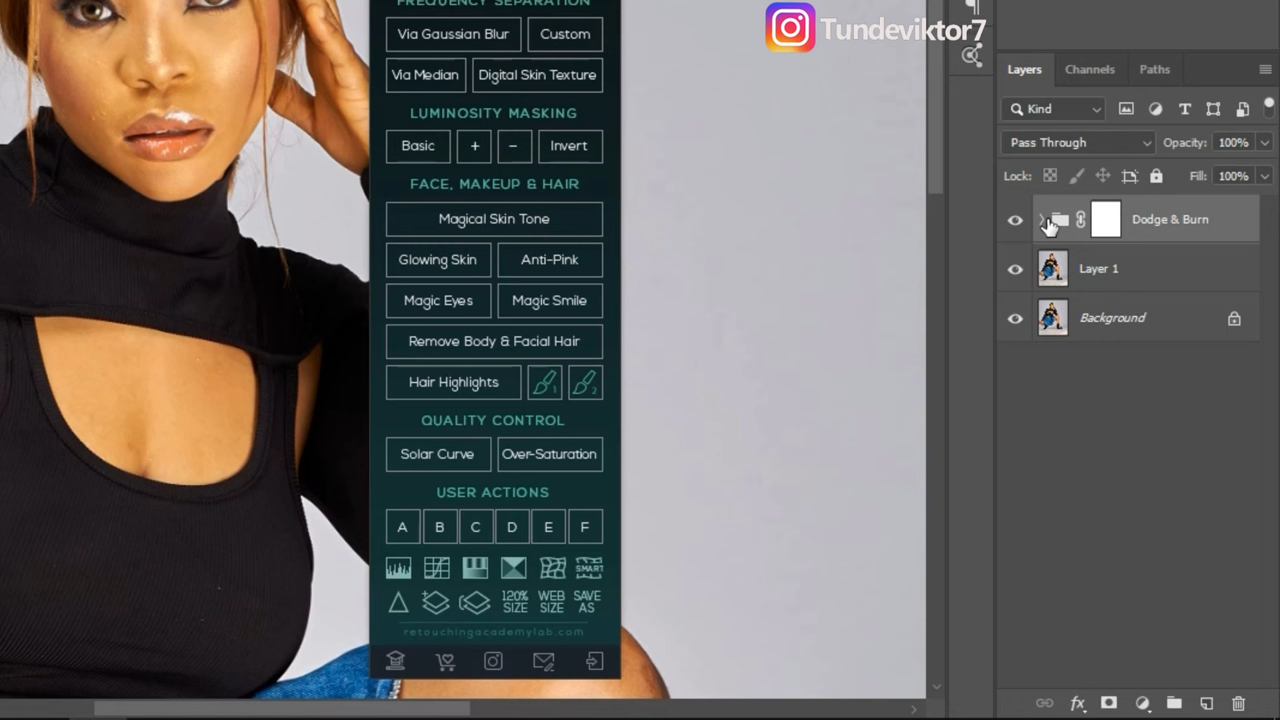 FREQUENCY SEPARATION
Via Gaussian Blur
Custom
Via Median
Digital Skin Texture
LUMINOSITY MASKING
Basic
+
−
Invert
FACE, MAKEUP & HAIR
Magical Skin Tone
Glowing Skin
Anti-Pink
Magic Eyes
Magic Smile
Remove Body & Facial Hair
Hair Highlights
1
2
QUALITY CONTROL
Solar Curve
Over-Saturation
USER ACTIONS
A
B
C
D
E
F
SMART
120% SIZE
WEB SIZE
SAVE AS
retouchingacademylab.com
Tundeviktor7
Layers
Channels
Paths
Kind
Pass Through
Opacity:
100%
Lock:
Fill:
100%
Dodge & Burn
Layer 1
Background
fx